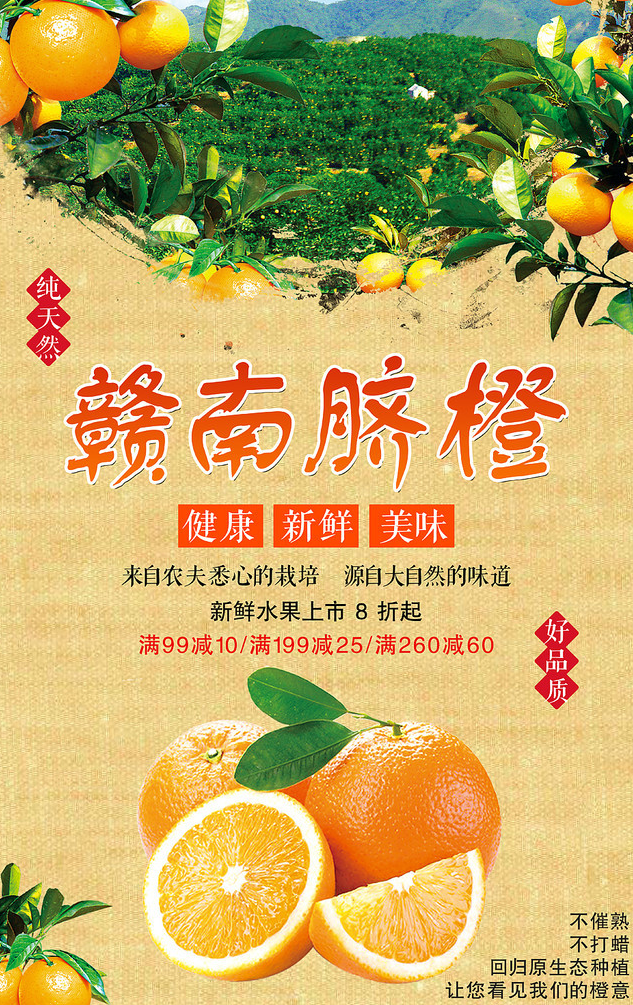 纯天然
赣南脐橙
健康 新鲜 美味
来自农夫悉心的栽培 源自大自然的味道
新鲜水果上市 8 折起
满99减10/满199减25/满260减60
好品质
不催熟
不打蜡
回归原生态种植
让您看见我们的橙意